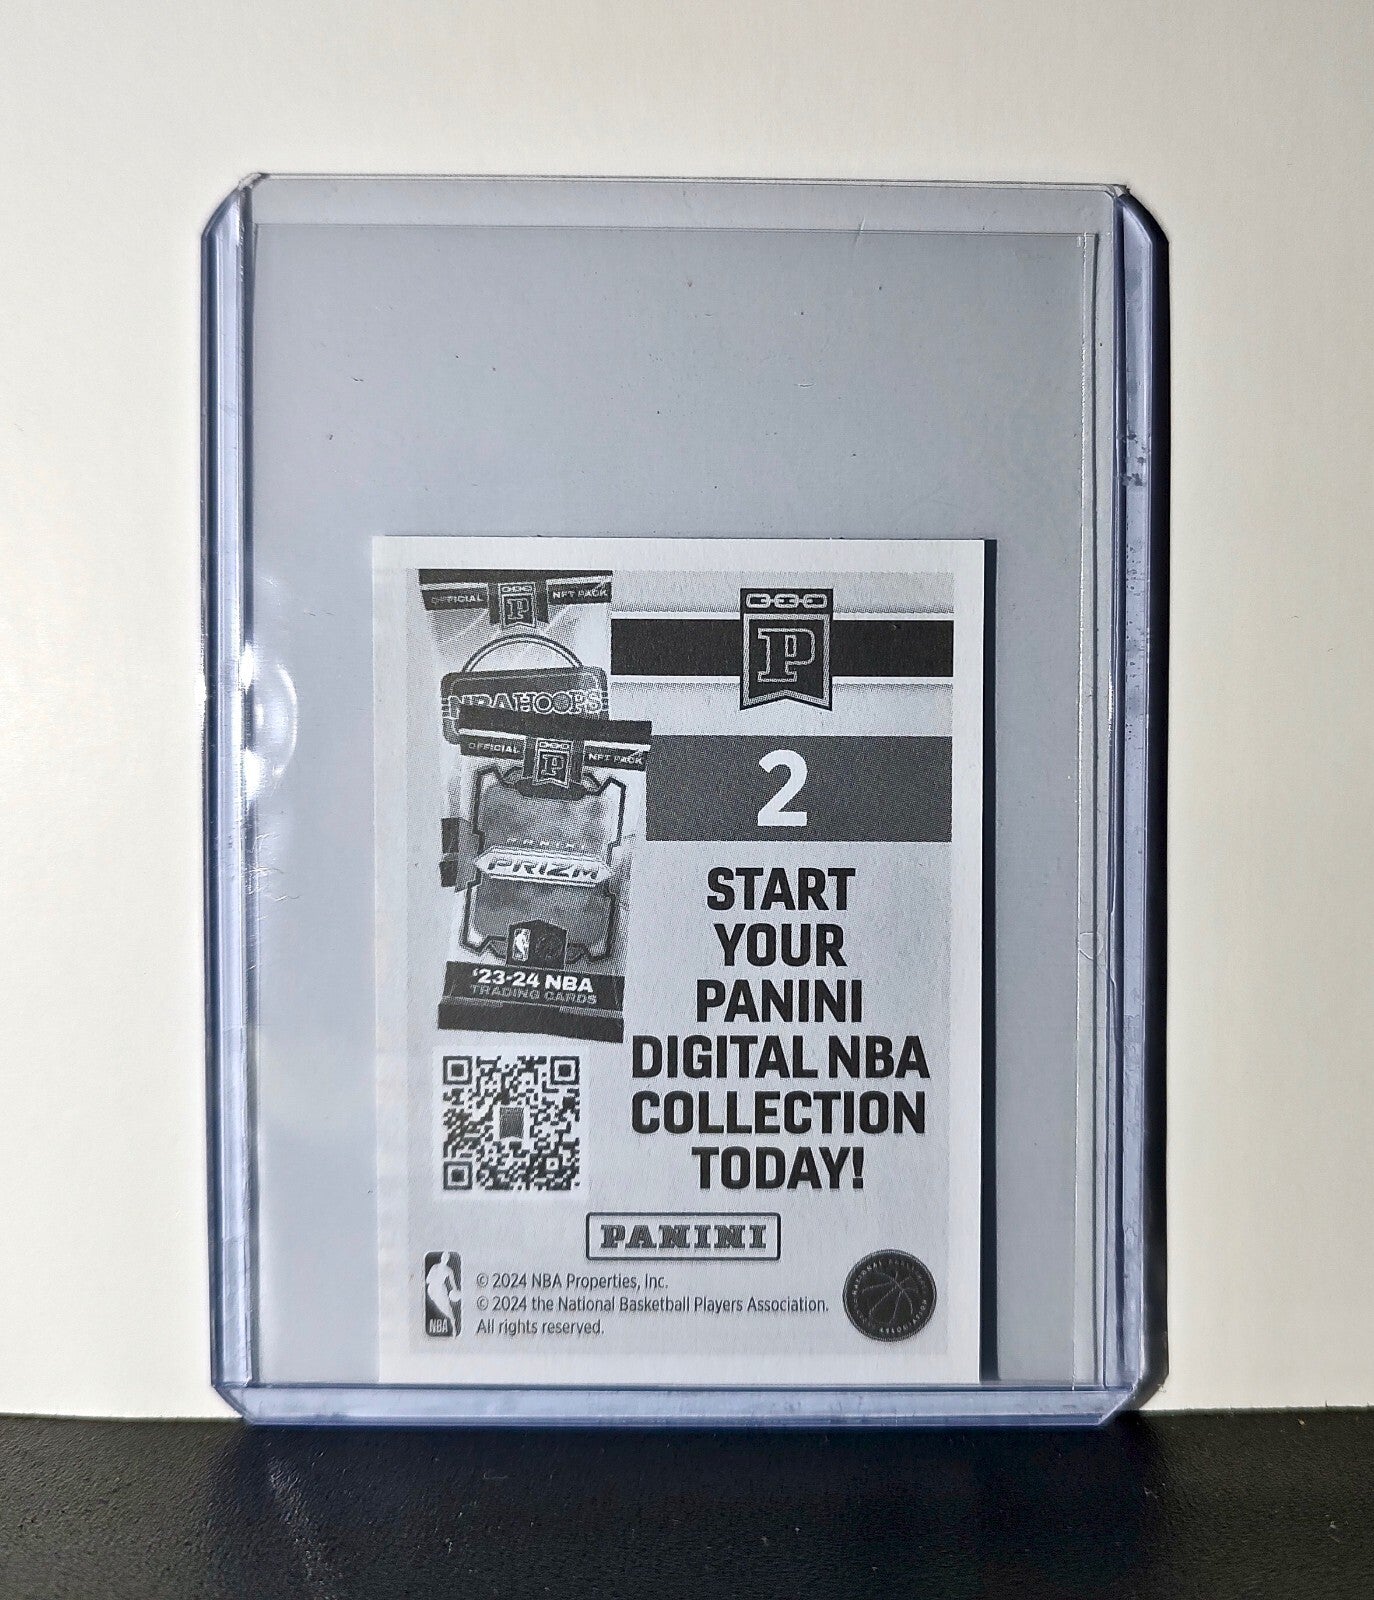 OFFICIAL P NFT PACK
NBA HOOPS
P
OFFICIAL P NFT PACK
2
PANINI
PRIZM
'23-24 NBA
TRADING CARDS
START
YOUR
PANINI
DIGITAL NBA
COLLECTION
TODAY!
PANINI
NBA
© 2024 NBA Properties, Inc.
© 2024 the National Basketball Players Association.
All rights reserved.